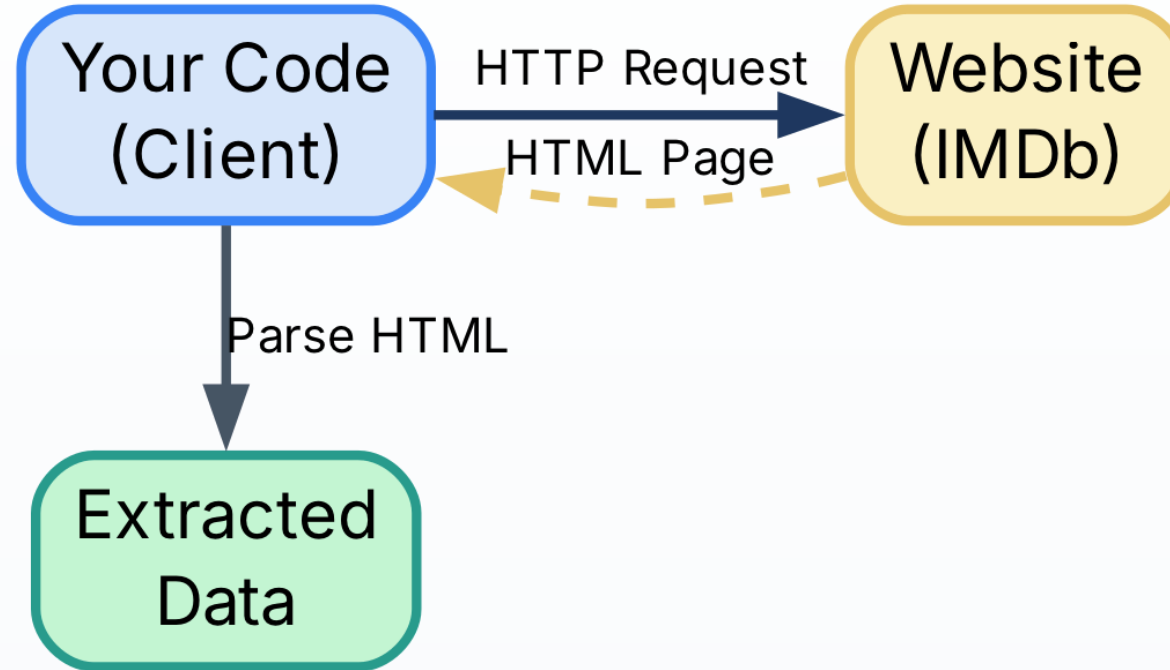 Your Code
(Client)
HTTP Request
HTML Page
Website
(IMDb)
Parse HTML
Extracted
Data